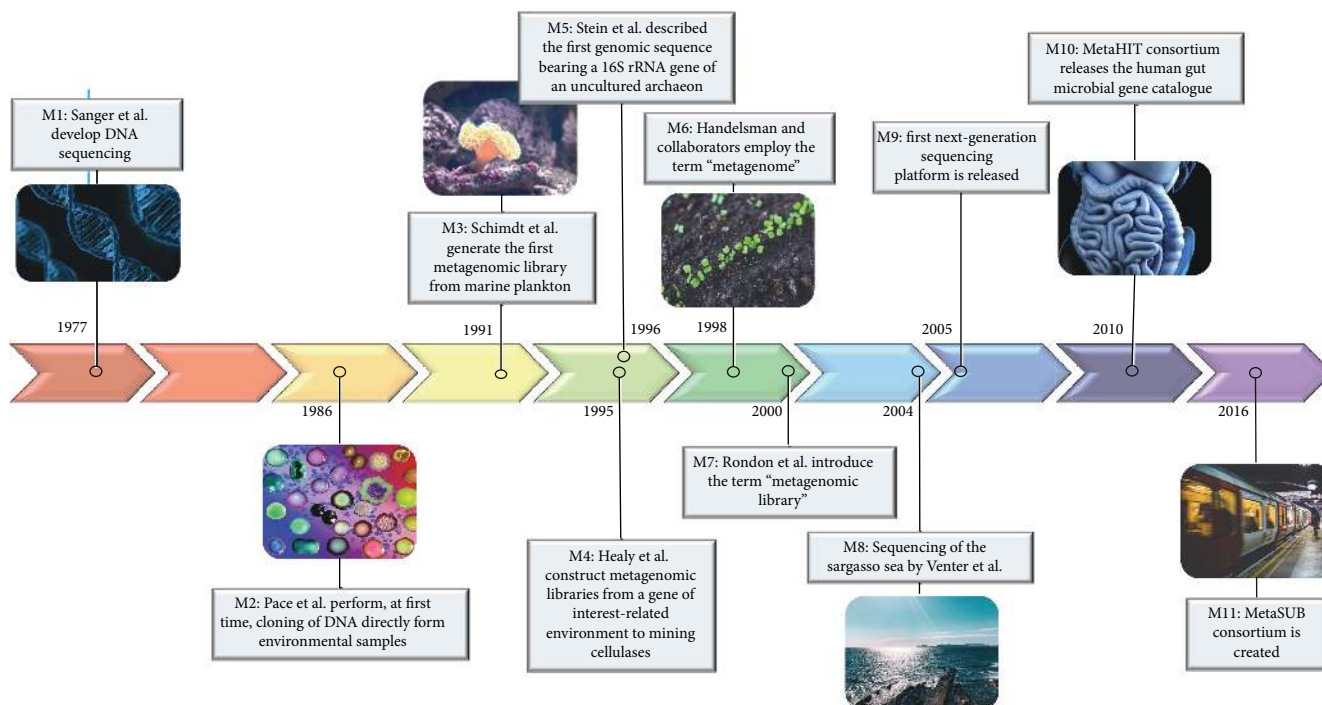 M1: Sanger et al.
develop DNA
sequencing
1977
1986
M2: Pace et al. perform, at first
time, cloning of DNA directly form
environmental samples
M3: Schimdt et al.
generate the first
metagenomic library
from marine plankton
1991
M5: Stein et al. described
the first genomic sequence
bearing a 16S rRNA gene of
an uncultured archaeon
1996
1995
M4: Healy et al.
construct metagenomic
libraries from a gene of
interest-related
environment to mining
cellulases
M6: Handelsman and
collaborators employ the
term “metagenome”
1998
2000
M7: Rondon et al. introduce
the term “metagenomic
library”
2004
M8: Sequencing of the
sargasso sea by Venter et al.
M9: first next-generation
sequencing
platform is released
2005
M10: MetaHIT consortium
releases the human gut
microbial gene catalogue
2010
2016
M11: MetaSUB
consortium is
created